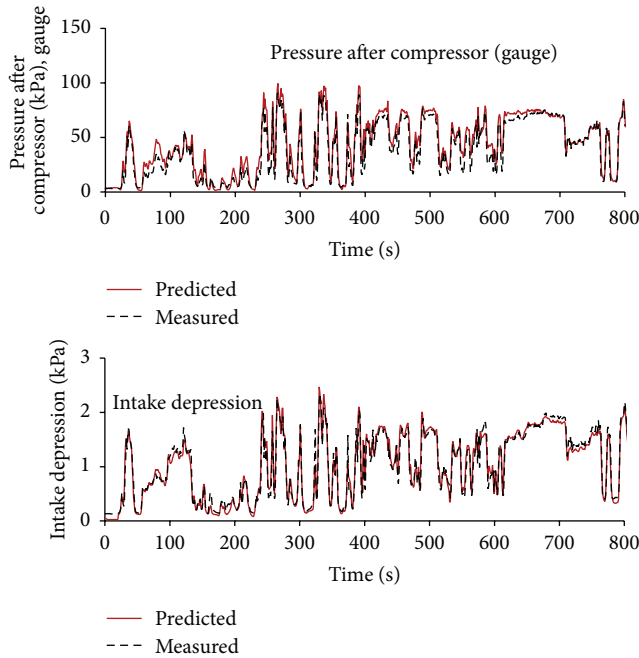 Pressure after compressor (gauge)
Pressure after
compressor (kPa), gauge
150
100
50
0
0 100 200 300 400 500 600 700 800
Time (s)
Predicted
Measured
Intake depression
Intake depression (kPa)
3
2
1
0
0 100 200 300 400 500 600 700 800
Time (s)
Predicted
Measured